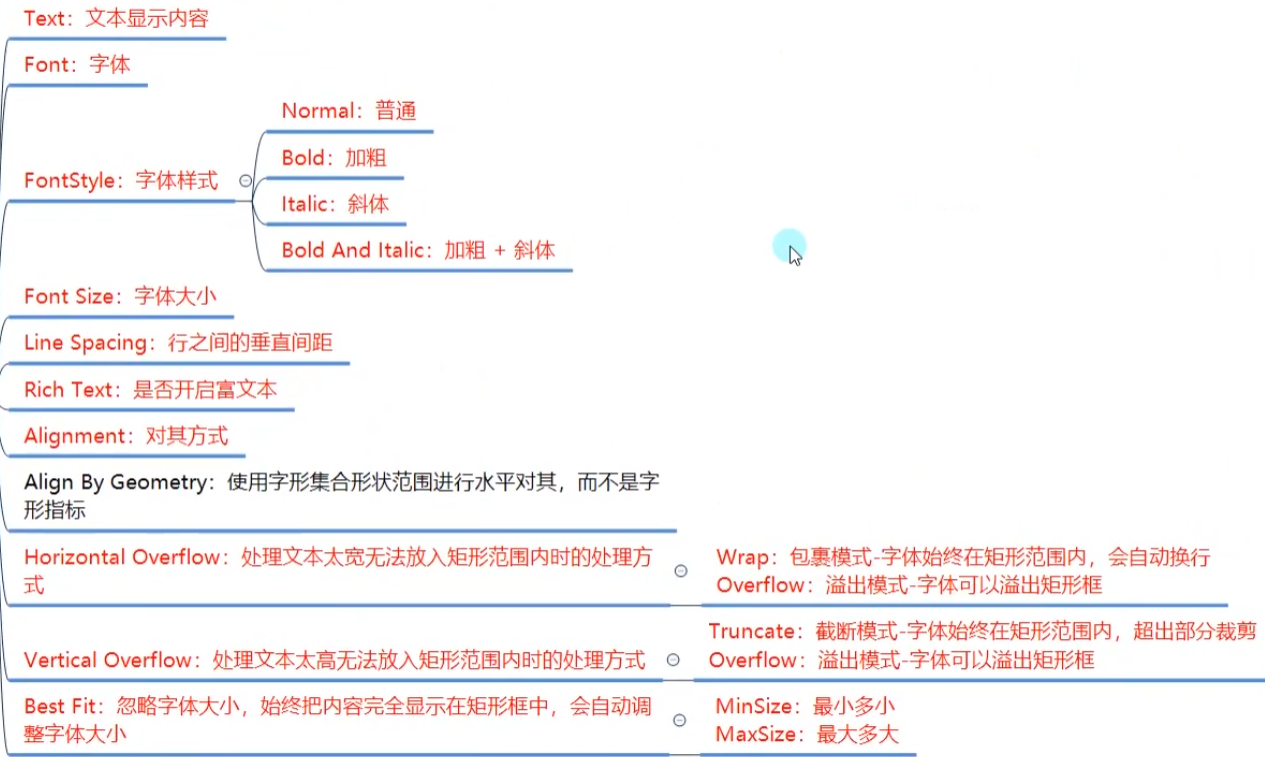 Text：文本显示内容
Font：字体
FontStyle：字体样式
Normal：普通
Bold：加粗
Italic：斜体
Bold And Italic：加粗 + 斜体
Font Size：字体大小
Line Spacing：行之间的垂直间距
Rich Text：是否开启富文本
Alignment：对其方式
Align By Geometry：使用字形集合形状范围进行水平对其，而不是字
形指标
Horizontal Overflow：处理文本太宽无法放入矩形范围内时的处理方
式
Wrap：包裹模式-字体始终在矩形范围内，会自动换行
Overflow：溢出模式-字体可以溢出矩形框
Vertical Overflow：处理文本太高无法放入矩形范围内时的处理方式
Truncate：截断模式-字体始终在矩形范围内，超出部分裁剪
Overflow：溢出模式-字体可以溢出矩形框
Best Fit：忽略字体大小，始终把内容完全显示在矩形框中，会自动调
整字体大小
MinSize：最小多小
MaxSize：最大多大